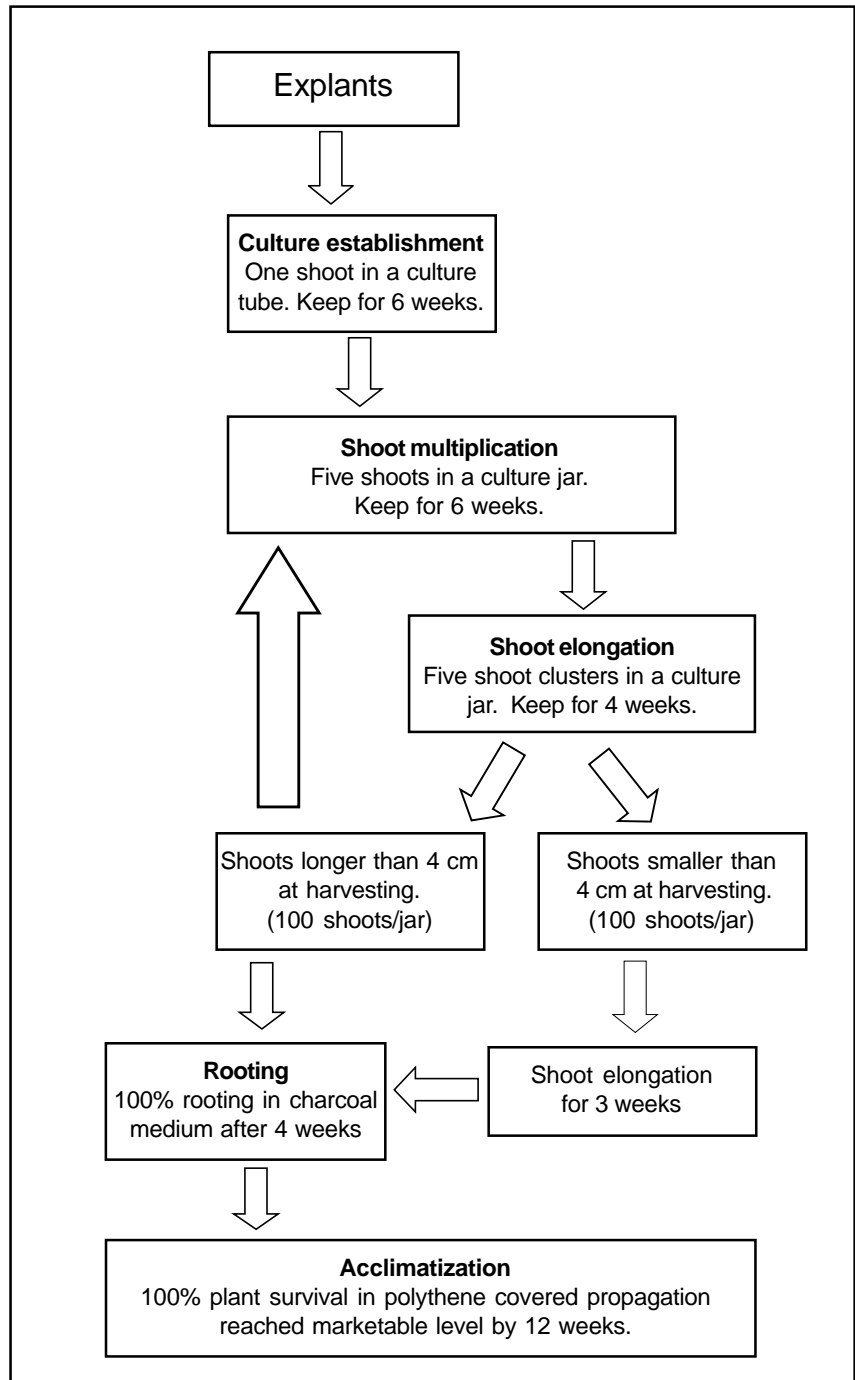 Explants
Culture establishment
One shoot in a culture
tube. Keep for 6 weeks.
Shoot multiplication
Five shoots in a culture jar.
Keep for 6 weeks.
Shoot elongation
Five shoot clusters in a culture
jar.  Keep for 4 weeks.
Shoots longer than 4 cm
at harvesting.
(100 shoots/jar)
Shoots smaller than
4 cm at harvesting.
(100 shoots/jar)
Rooting
100% rooting in charcoal
medium after 4 weeks
Shoot elongation
for 3 weeks
Acclimatization
100% plant survival in polythene covered propagation
reached marketable level by 12 weeks.